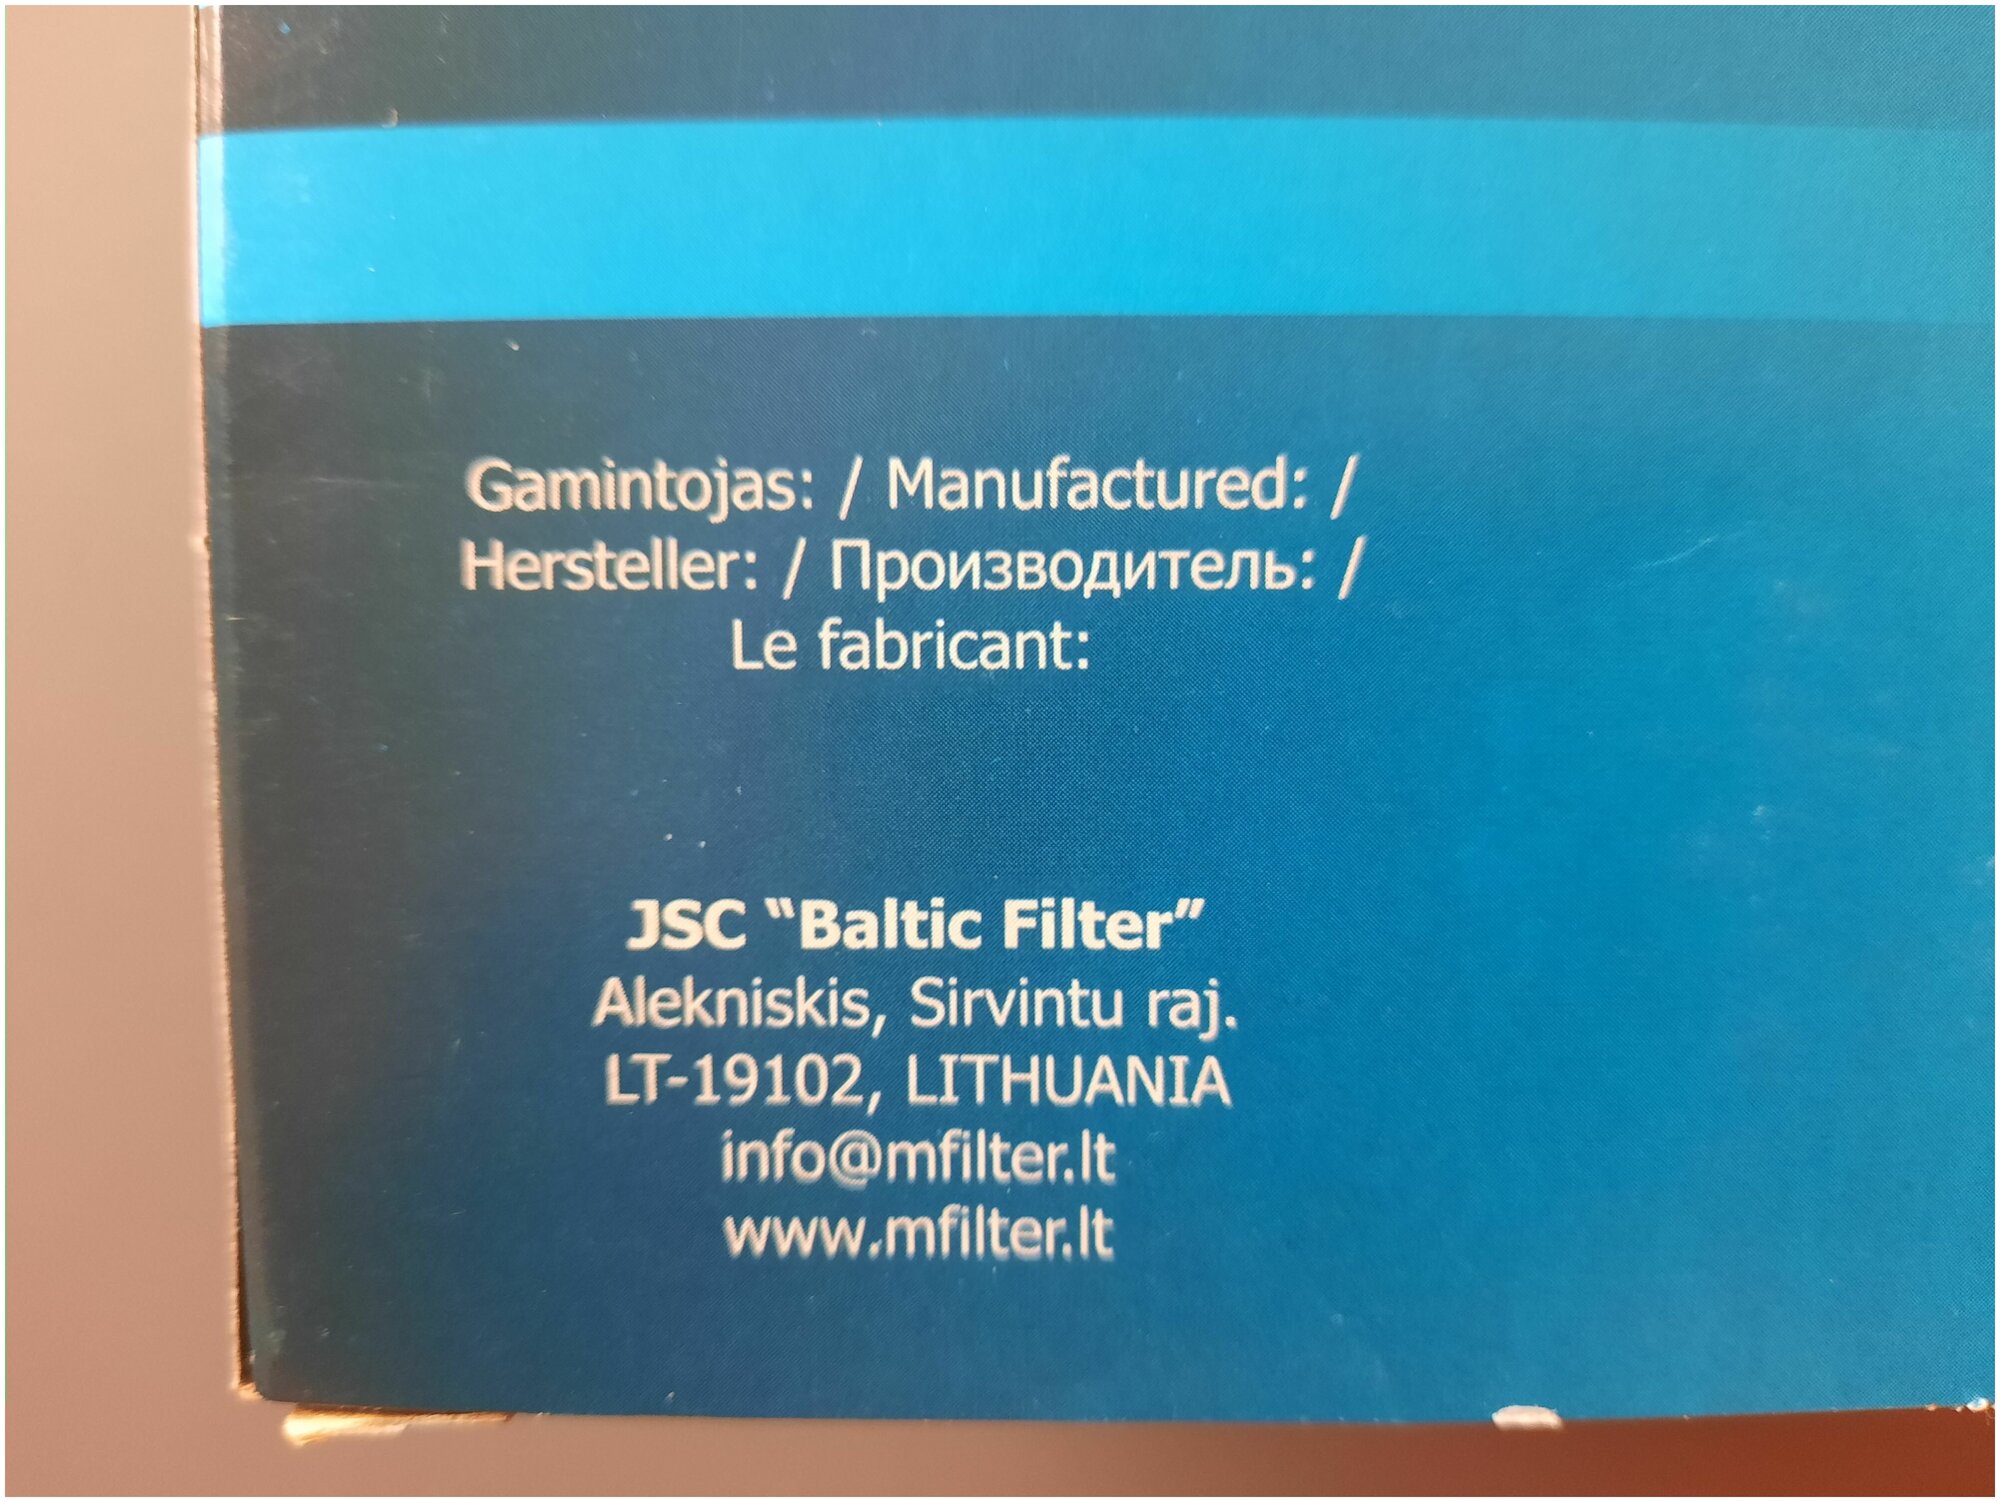 Gamintojas: / Manufactured: /
Hersteller: / Производитель: /
Le fabricant:
JSC “Baltic Filter”
Alekniskis, Sirvintu raj.
LT-19102, LITHUANIA
info@mfilter.lt
www.mfilter.lt